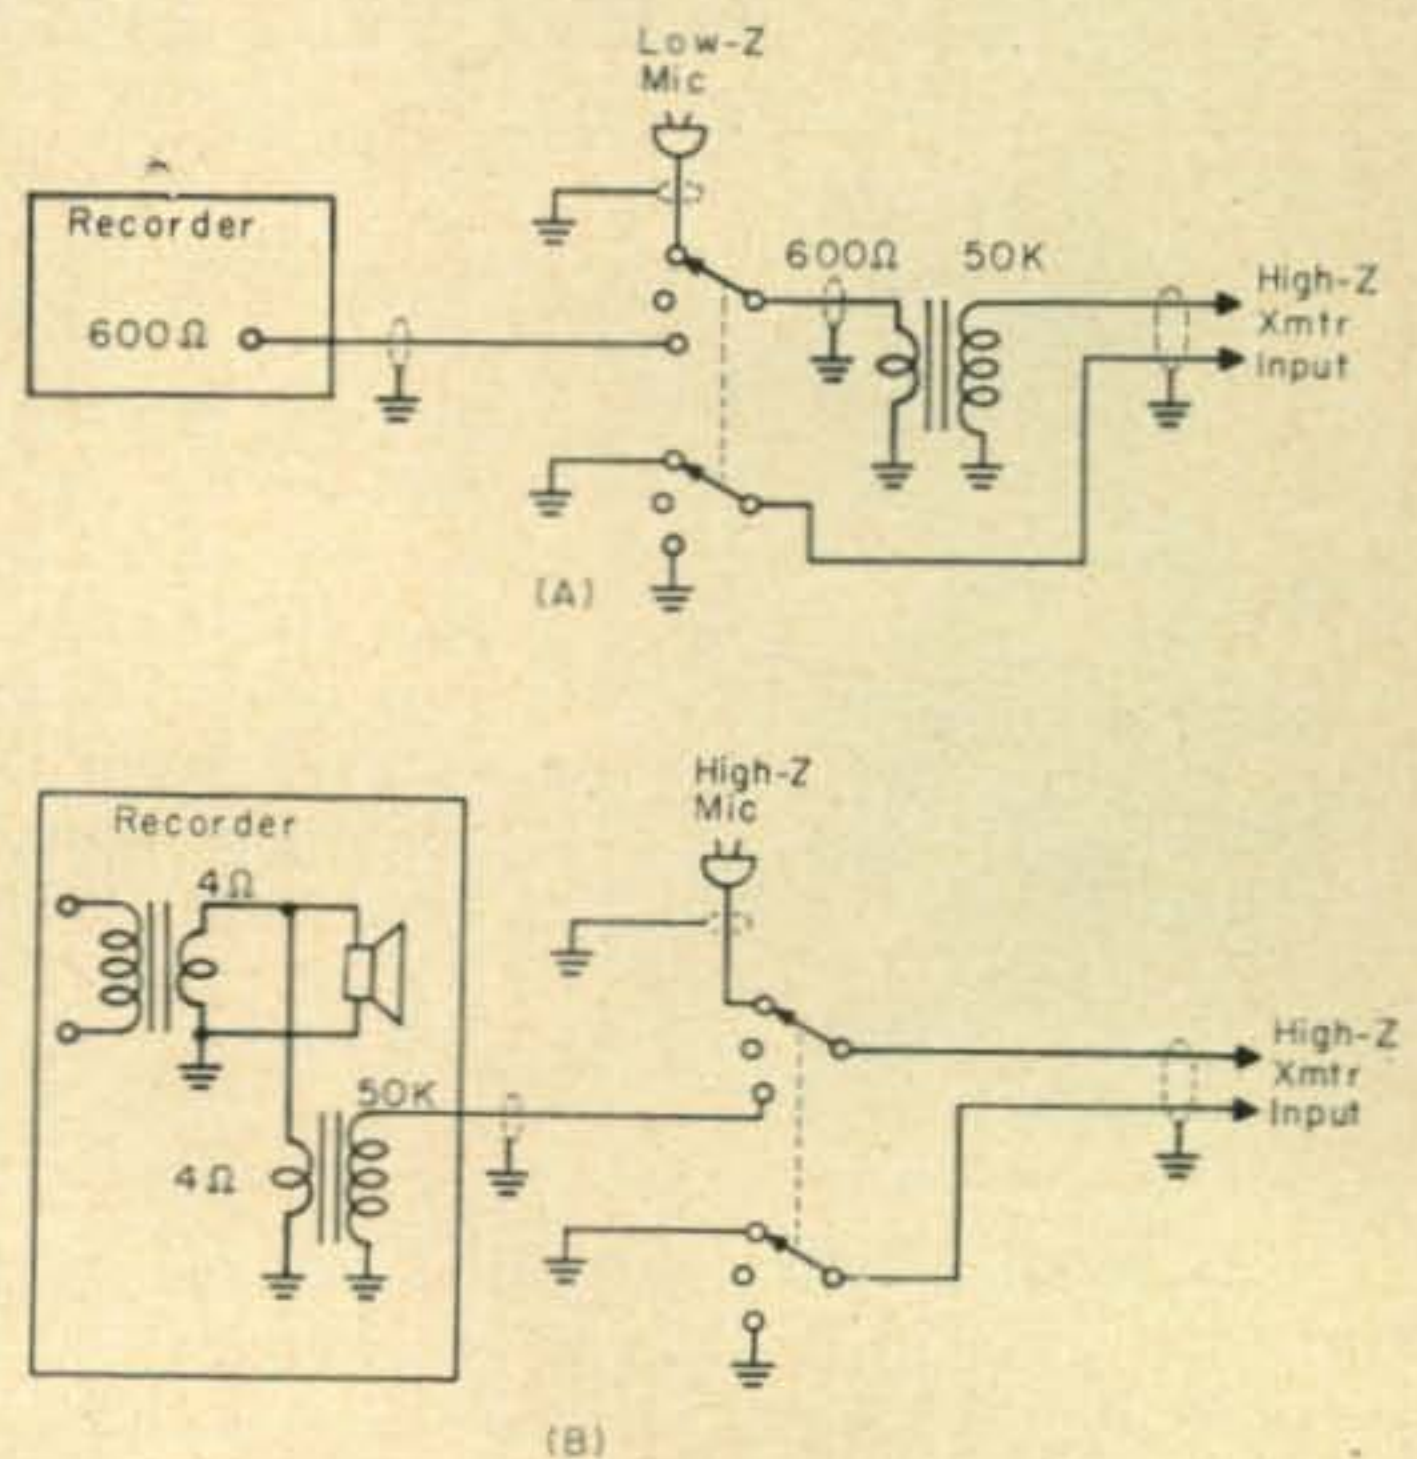 Low-Z
Mic
Recorder
600Ω
600Ω
50K
High-Z
Xmtr
Input
(A)
High-Z
Mic
Recorder
4Ω
50K
4Ω
High-Z
Xmtr
Input
(B)